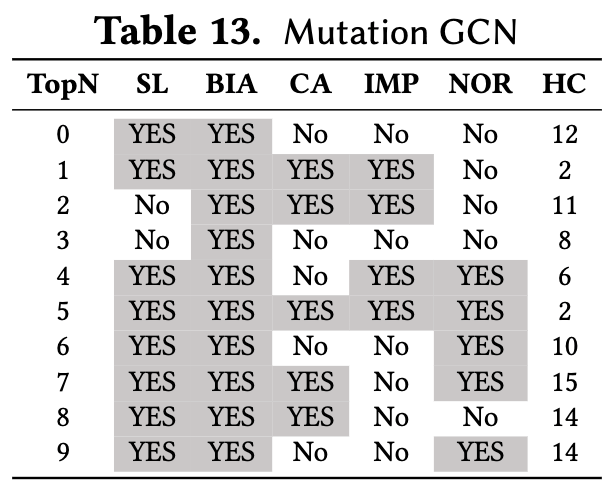 Table 13. Mutation GCN
TopN SL BIA CA IMP NOR HC
0 YES YES No No No 12
1 YES YES YES YES No 2
2 No YES YES YES No 11
3 No YES No No No 8
4 YES YES No YES YES 6
5 YES YES YES YES YES 2
6 YES YES No No YES 10
7 YES YES YES No YES 15
8 YES YES YES No No 14
9 YES YES No No YES 14